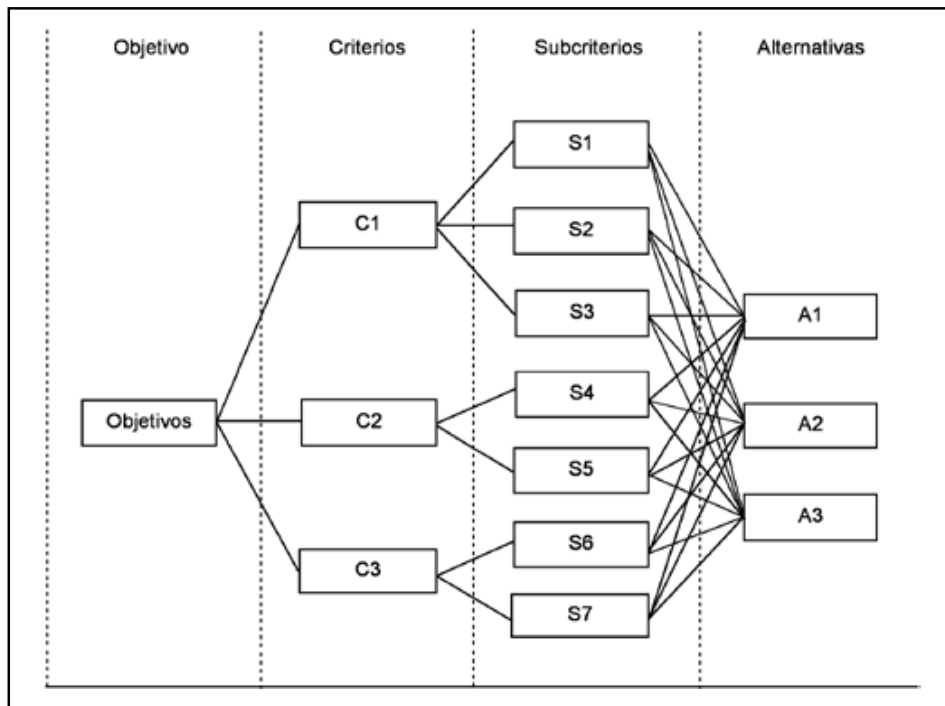 Objetivo
Criterios
Subcriterios
Alternativas
S1
S2
S3
S4
S5
S6
S7
C1
C2
C3
Objetivos
A1
A2
A3